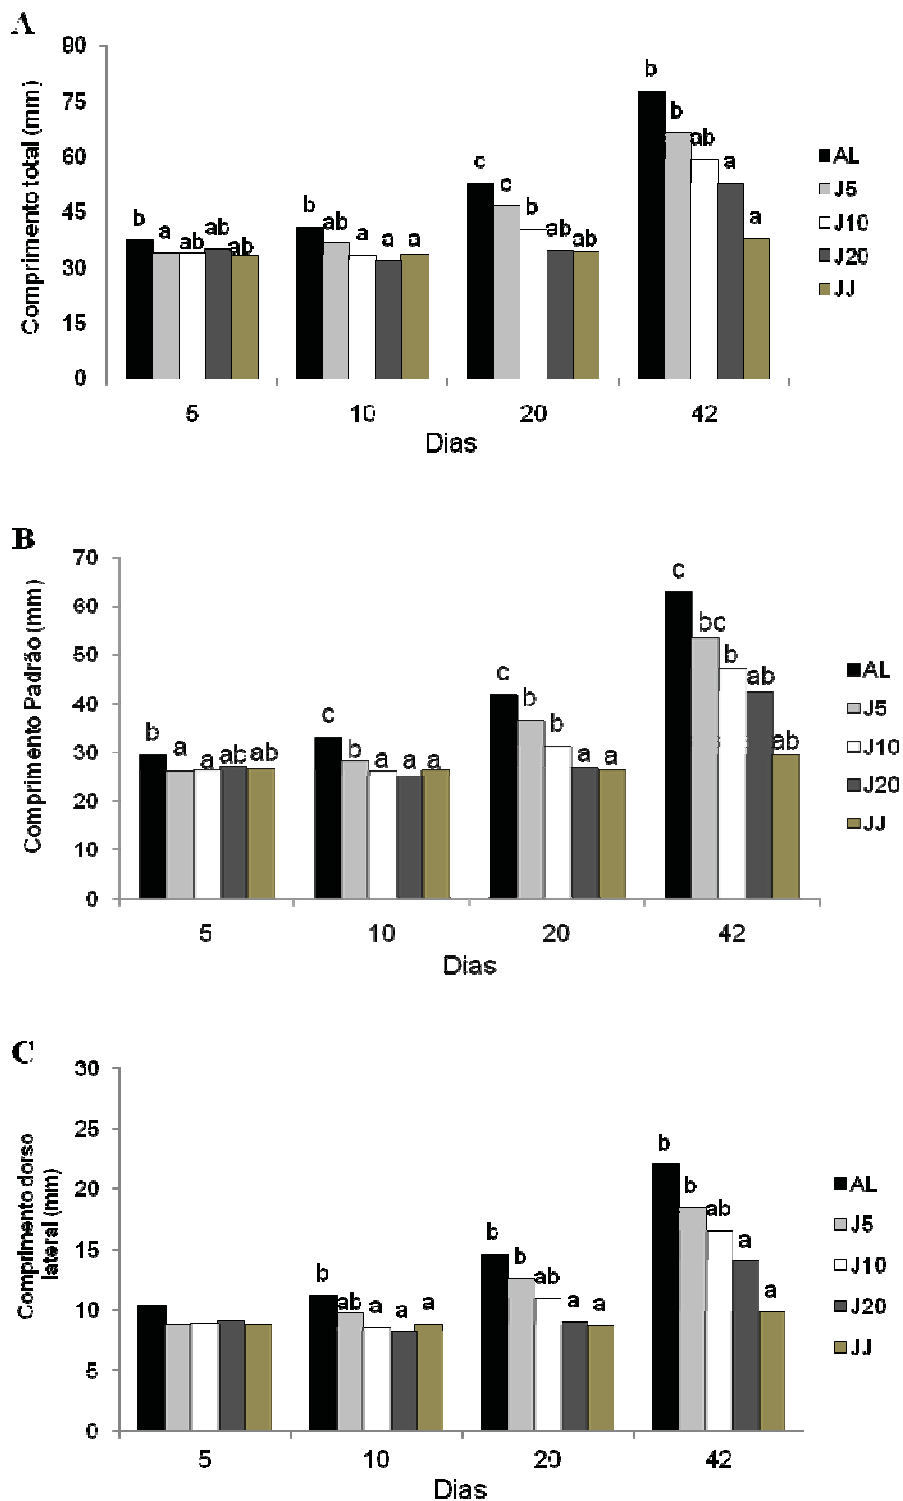 A
90
75
60
45
30
15
0
Comprimento total (mm)
b a ab ab ab
b ab a a a
c c b ab ab
b b ab a a
5 10 20 42
Dias
AL
J5
J10
J20
JJ
B
70
60
50
40
30
20
10
0
Comprimento Padrão (mm)
b a a ab ab
c b a a a
c b b a a
c bc b ab ab
5 10 20 42
Dias
AL
J5
J10
J20
JJ
C
30
25
20
15
10
5
0
Comprimento dorso
lateral (mm)
b ab a a a
b b ab a a
b b ab a a
5 10 20 42
Dias
AL
J5
J10
J20
JJ